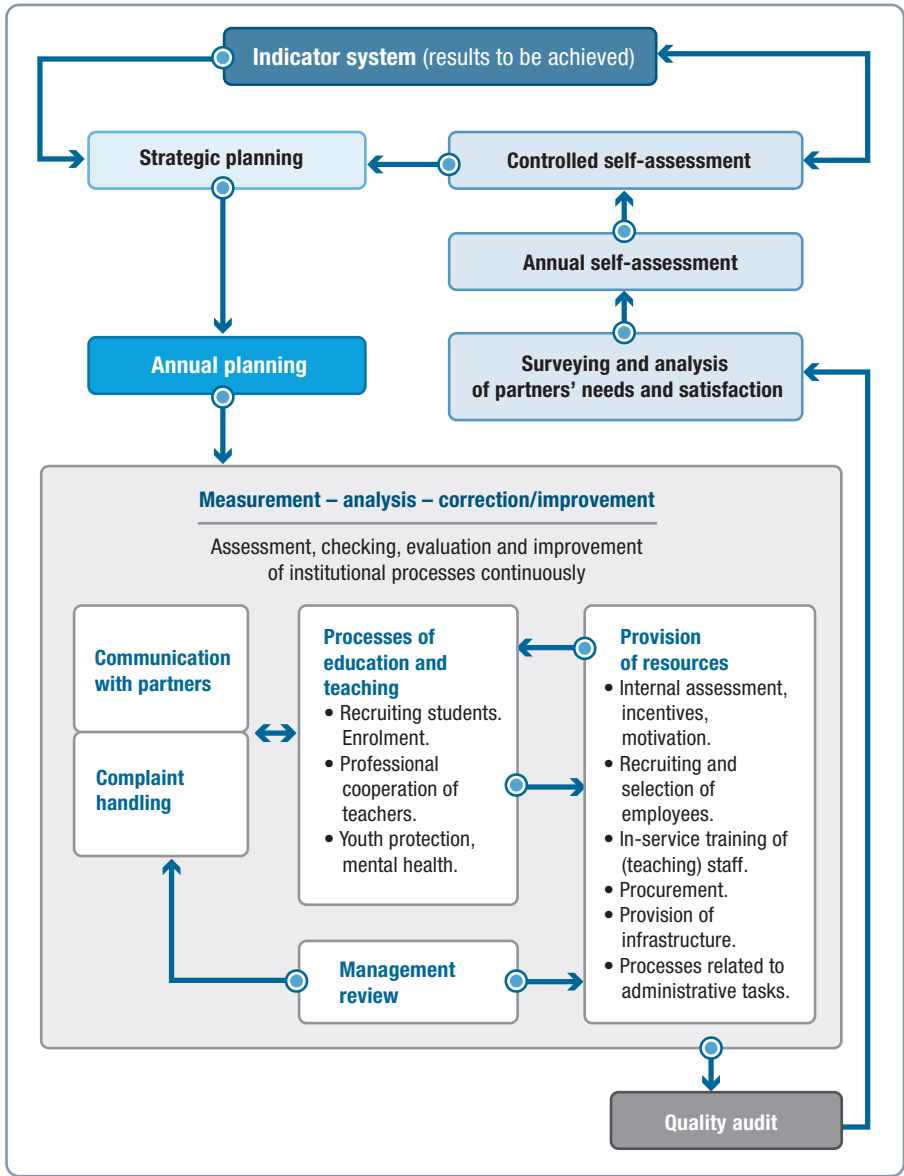 Indicator system (results to be achieved)
Strategic planning
Controlled self-assessment
Annual self-assessment
Annual planning
Surveying and analysis
of partners' needs and satisfaction
Measurement – analysis – correction/improvement
Assessment, checking, evaluation and improvement
of institutional processes continuously
Communication
with partners
Complaint
handling
Processes of
education and
teaching
• Recruiting students.
Enrolment.
• Professional
cooperation of
teachers.
• Youth protection,
mental health.
Provision
of resources
• Internal assessment,
incentives,
motivation.
• Recruiting and
selection of
employees.
• In-service training of
(teaching) staff.
• Procurement.
• Provision of
infrastructure.
• Processes related to
administrative tasks.
Management
review
Quality audit